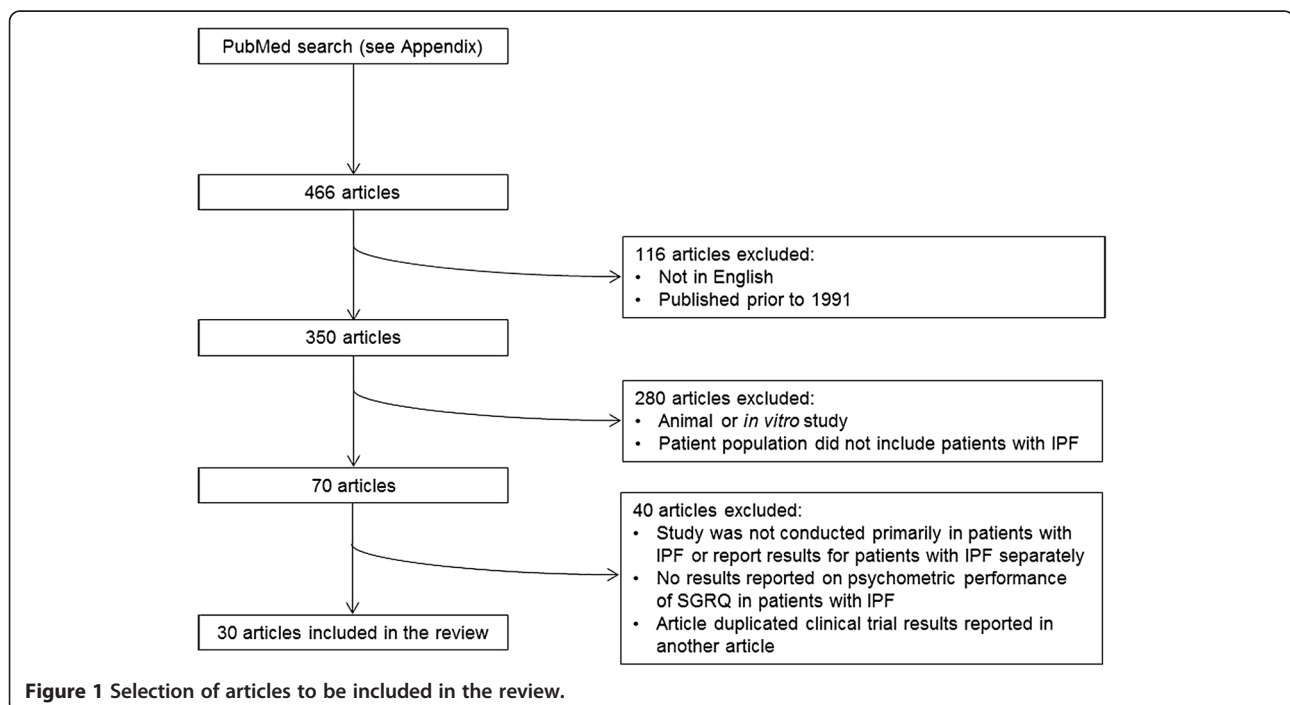 PubMed search (see Appendix)
466 articles
116 articles excluded:
• Not in English
• Published prior to 1991
350 articles
280 articles excluded:
• Animal or in vitro study
• Patient population did not include patients with IPF
70 articles
40 articles excluded:
• Study was not conducted primarily in patients with
IPF or report results for patients with IPF separately
• No results reported on psychometric performance
of SGRQ in patients with IPF
• Article duplicated clinical trial results reported in
another article
30 articles included in the review
Figure 1 Selection of articles to be included in the review.